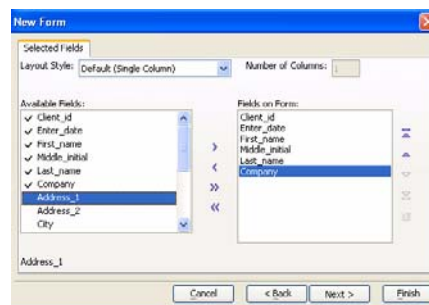 New Form
Selected Fields
Layout Style: Default (Single Column) Number of Columns: 1
Available Fields:
✓ Client_id
✓ Enter_date
✓ First_name
✓ Middle_initial
✓ Last_name
✓ Company
Address_1
Address_2
City
Fields on Form:
Client_id
Enter_date
First_name
Middle_initial
Last_name
Company
Address_1
Cancel < Back Next > Finish